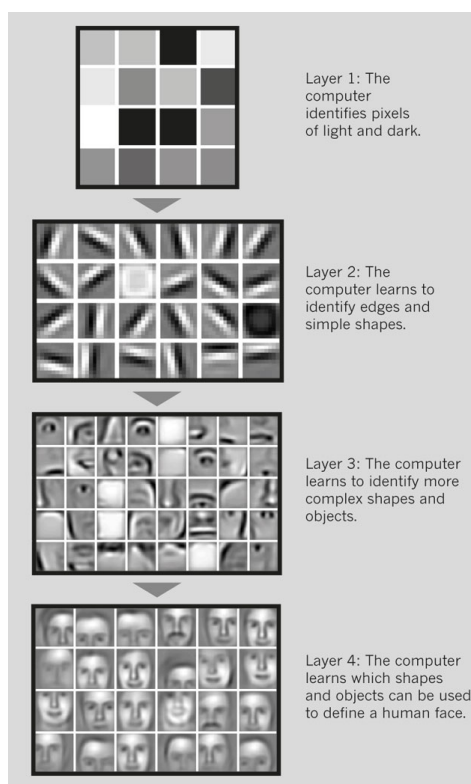 Layer 1: The
computer
identifies pixels
of light and dark.
Layer 2: The
computer learns to
identify edges and
simple shapes.
Layer 3: The computer
learns to identify more
complex shapes and
objects.
Layer 4: The computer
learns which shapes
and objects can be used
to define a human face.